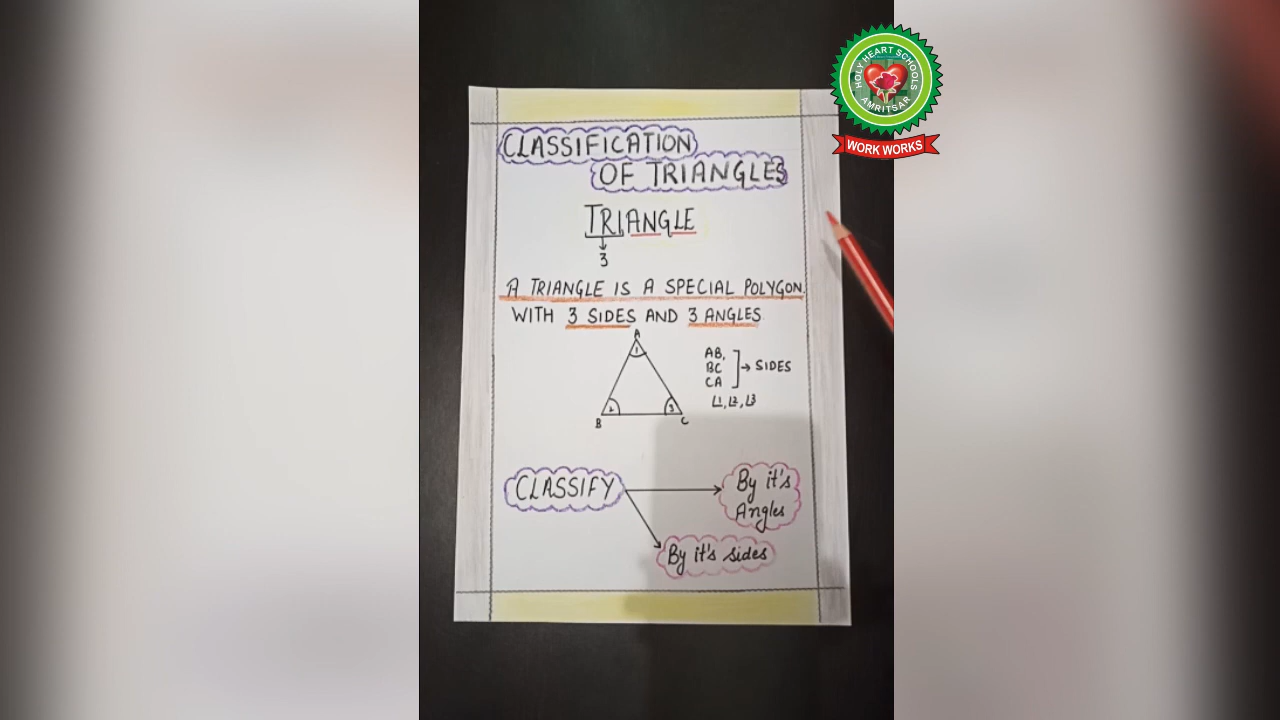 HOLY HEART SCHOOLS
AMRITSAR
WORK WORKS
CLASSIFICATION
OF TRIANGLES
TRIANGLE
3
A TRIANGLE IS A SPECIAL POLYGON
WITH 3 SIDES AND 3 ANGLES
A
1
AB,
BC → SIDES
CA
∠1, ∠2, ∠3
2 3
B C
CLASSIFY
By it's
Angles
By it's sides